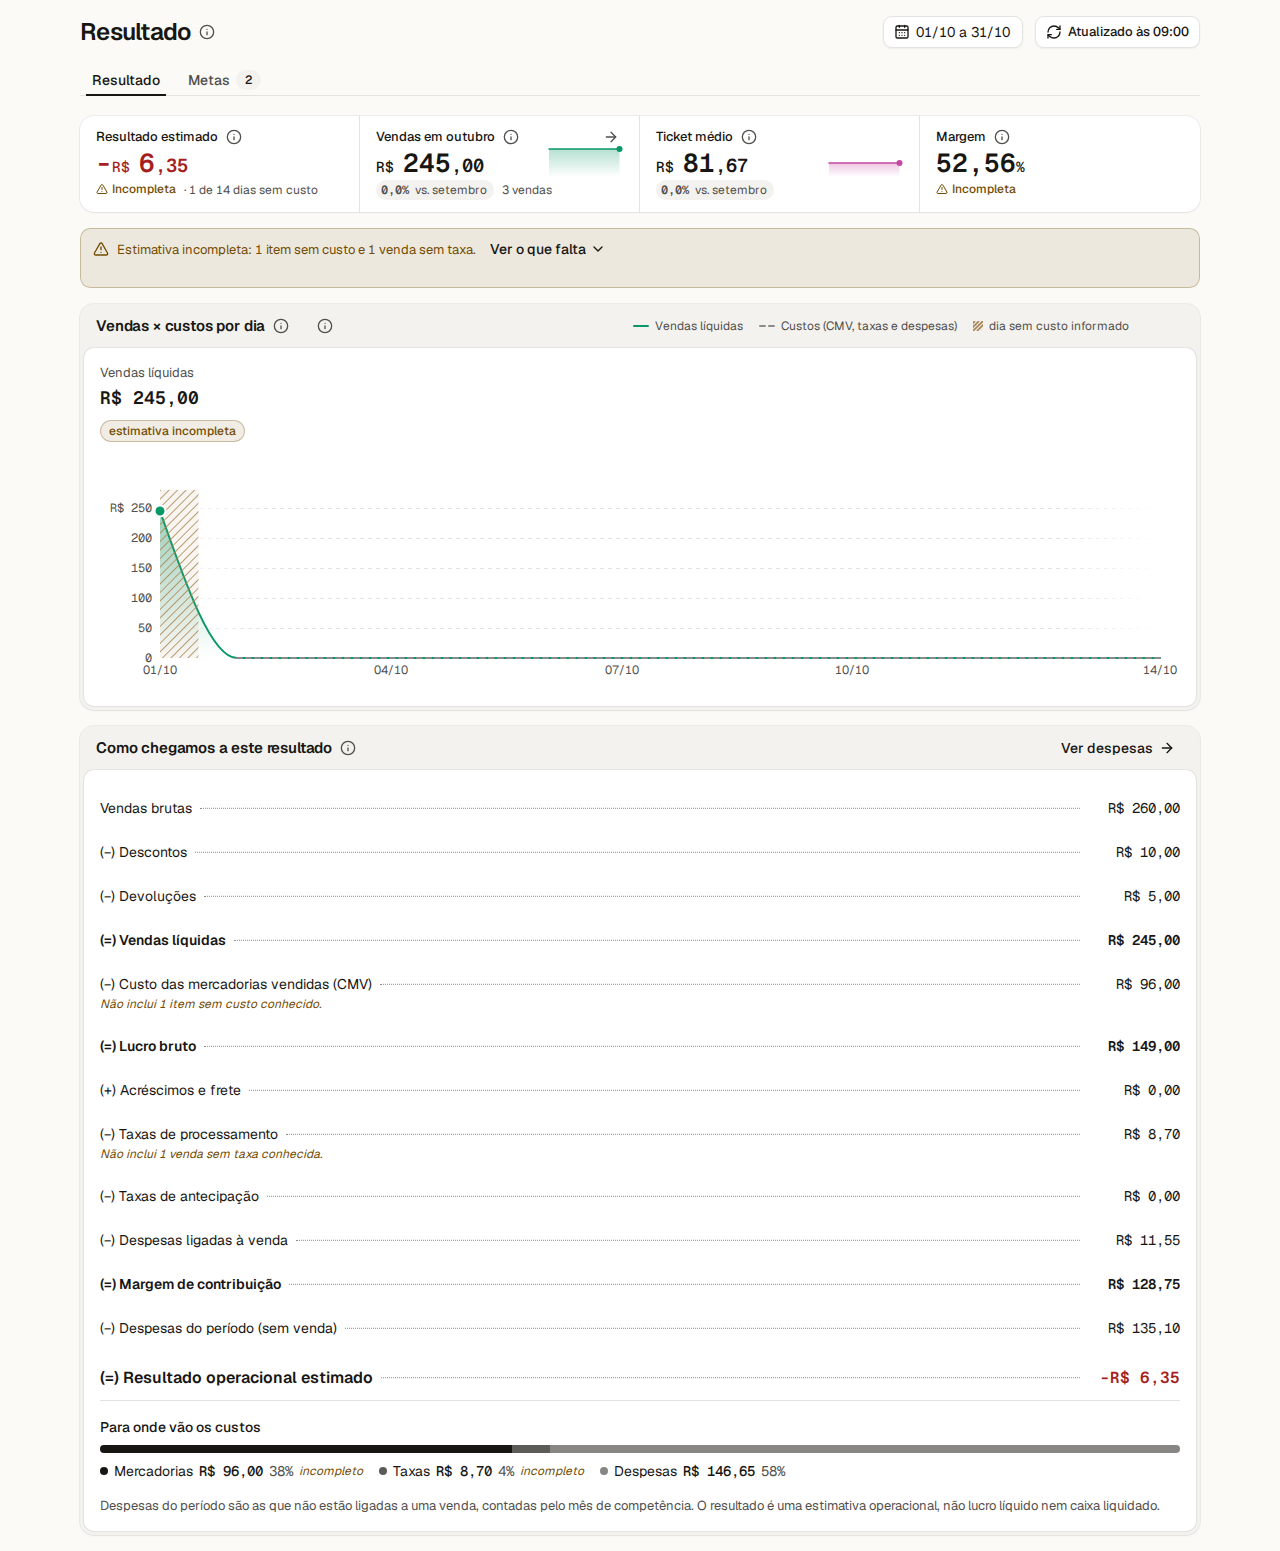 Resultado
01/10 a 31/10
Atualizado às 09:00
Resultado
Metas 2
Resultado estimado
-R$ 6,35
Incompleta · 1 de 14 dias sem custo
Vendas em outubro
R$ 245,00
0,0% vs. setembro 3 vendas
Ticket médio
R$ 81,67
0,0% vs. setembro
Margem
52,56%
Incompleta
Estimativa incompleta: 1 item sem custo e 1 venda sem taxa. Ver o que falta
Vendas × custos por dia
Vendas líquidas
Custos (CMV, taxas e despesas)
dia sem custo informado
Vendas líquidas
R$ 245,00
estimativa incompleta
R$ 250
200
150
100
50
0
01/10 04/10 07/10 10/10 14/10
Como chegamos a este resultado
Ver despesas
Vendas brutas R$ 260,00
(−) Descontos R$ 10,00
(−) Devoluções R$ 5,00
(=) Vendas líquidas R$ 245,00
(−) Custo das mercadorias vendidas (CMV) R$ 96,00
Não inclui 1 item sem custo conhecido.
(=) Lucro bruto R$ 149,00
(+) Acréscimos e frete R$ 0,00
(−) Taxas de processamento R$ 8,70
Não inclui 1 venda sem taxa conhecida.
(−) Taxas de antecipação R$ 0,00
(−) Despesas ligadas à venda R$ 11,55
(=) Margem de contribuição R$ 128,75
(−) Despesas do período (sem venda) R$ 135,10
(=) Resultado operacional estimado -R$ 6,35
Para onde vão os custos
Mercadorias R$ 96,00 38% incompleto Taxas R$ 8,70 4% incompleto Despesas R$ 146,65 58%
Despesas do período são as que não estão ligadas a uma venda, contadas pelo mês de competência. O resultado é uma estimativa operacional, não lucro líquido nem caixa liquidado.